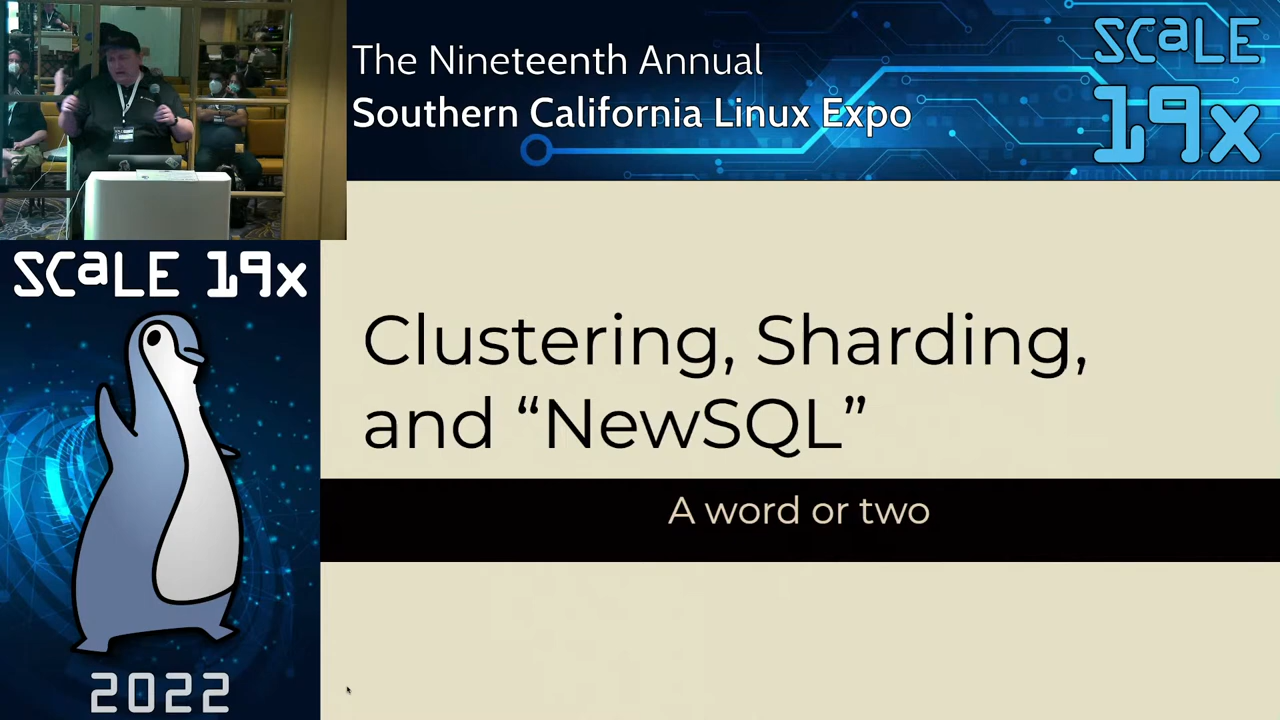 The Nineteenth Annual
Southern California Linux Expo
SCaLE
19x
SCaLE 19x
2022
Clustering, Sharding,
and “NewSQL”
A word or two